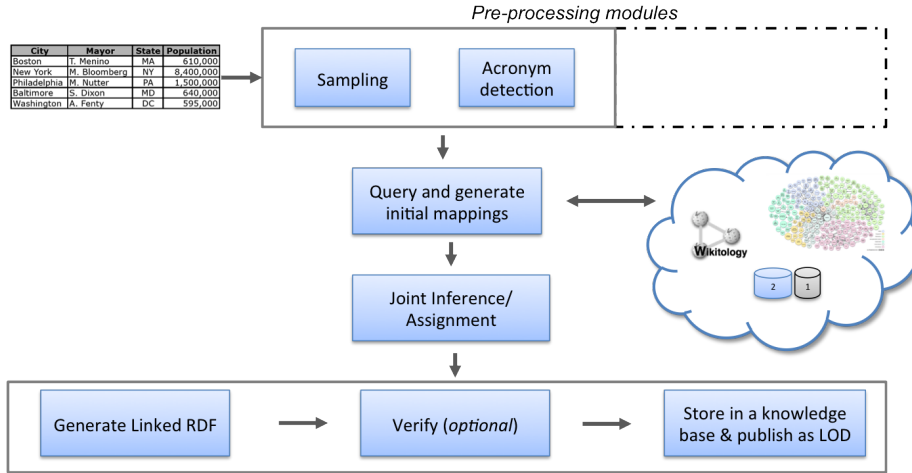 Pre-processing modules
City Mayor State Population
Boston T. Menino MA 610,000
New York M. Bloomberg NY 8,400,000
Philadelphia M. Nutter PA 1,500,000
Baltimore S. Dixon MD 640,000
Washington A. Fenty DC 595,000
Sampling
Acronym
detection
Query and generate
initial mappings
Wikitology
2
1
Joint Inference/
Assignment
Generate Linked RDF
Verify (optional)
Store in a knowledge
base & publish as LOD